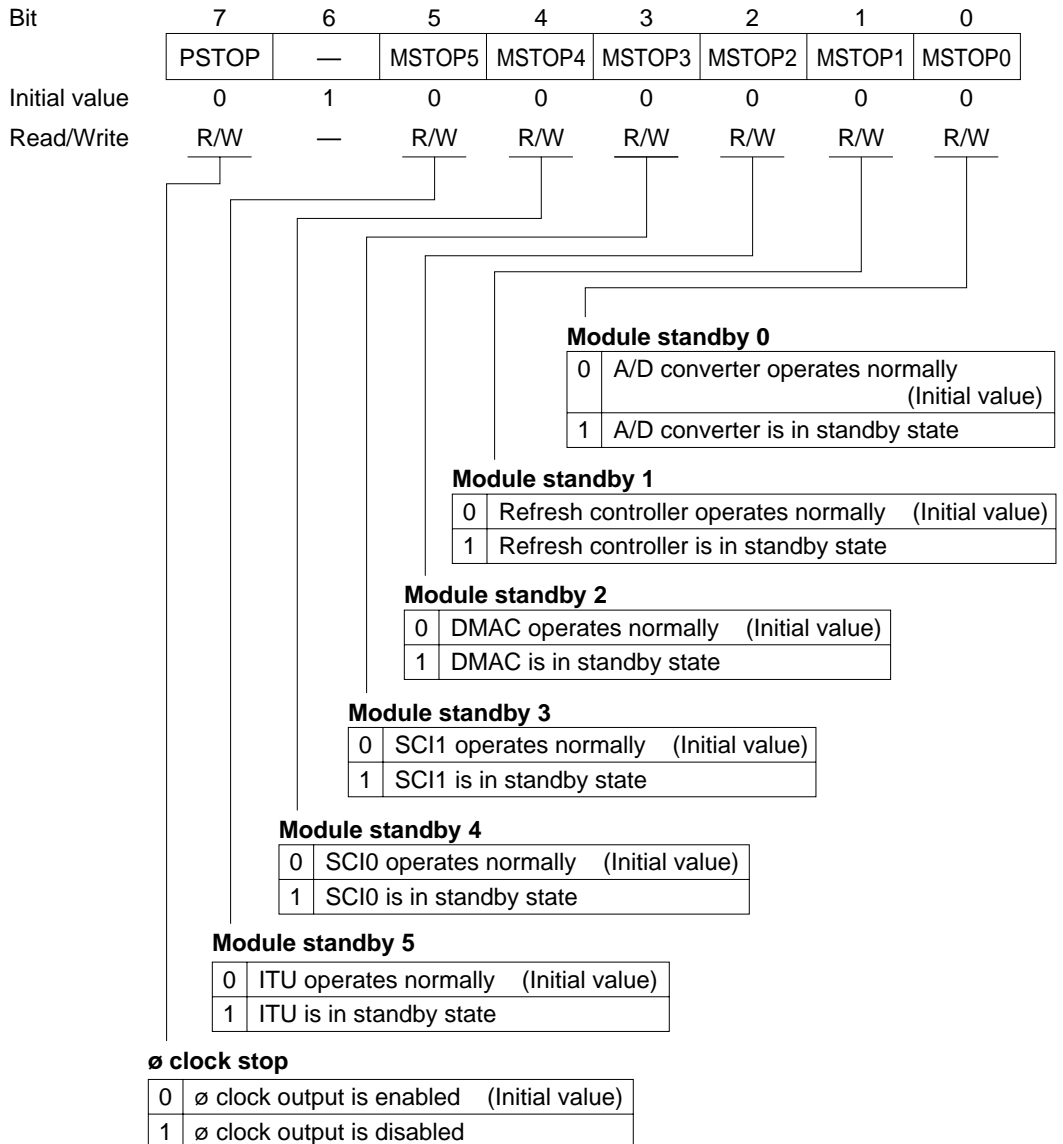 Bit 7 6 5 4 3 2 1 0
PSTOP — MSTOP5 MSTOP4 MSTOP3 MSTOP2 MSTOP1 MSTOP0
Initial value 0 1 0 0 0 0 0 0
Read/Write R/W — R/W R/W R/W R/W R/W R/W
Module standby 0
0 A/D converter operates normally
(Initial value)
1 A/D converter is in standby state
Module standby 1
0 Refresh controller operates normally (Initial value)
1 Refresh controller is in standby state
Module standby 2
0 DMAC operates normally (Initial value)
1 DMAC is in standby state
Module standby 3
0 SCI1 operates normally (Initial value)
1 SCI1 is in standby state
Module standby 4
0 SCI0 operates normally (Initial value)
1 SCI0 is in standby state
Module standby 5
0 ITU operates normally (Initial value)
1 ITU is in standby state
ø clock stop
0 ø clock output is enabled (Initial value)
1 ø clock output is disabled